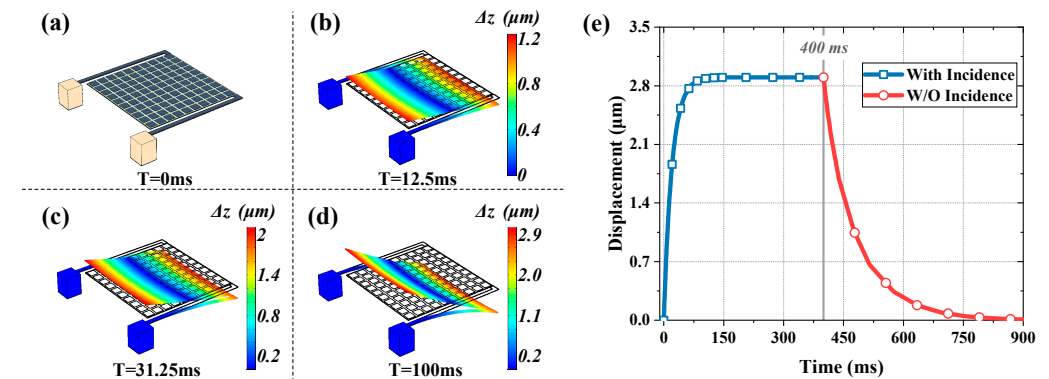 (a)
T=0ms
(b)
Δz (μm)
1.2
0.8
0.4
0
T=12.5ms
(c)
Δz (μm)
2
1.4
0.8
0.2
T=31.25ms
(d)
Δz (μm)
2.9
2.0
1.1
0.2
T=100ms
(e)
400 ms
With Incidence
W/O Incidence
Displacement (μm)
3.5
2.8
2.1
1.4
0.7
0.0
0 150 300 450 600 750 900
Time (ms)